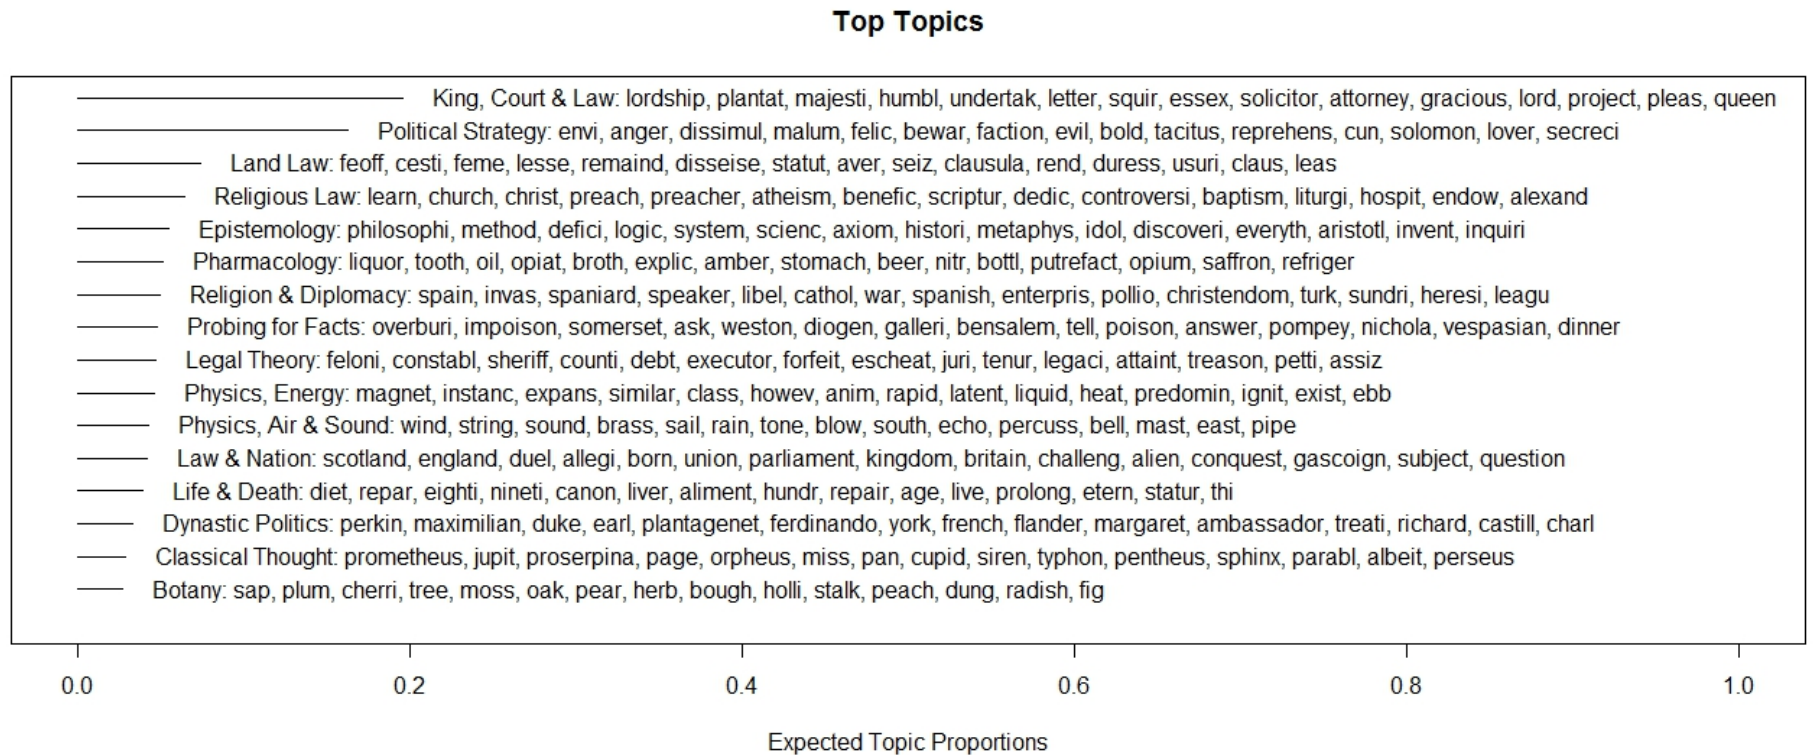 Top Topics
King, Court & Law: lordship, plantat, majesti, humbl, undertak, letter, squir, essex, solicitor, attorney, gracious, lord, project, pleas, queen
Political Strategy: envi, anger, dissimul, malum, felic, bewar, faction, evil, bold, tacitus, reprehens, cun, solomon, lover, secreci
Land Law: feoff, cesti, feme, lesse, remaind, disseise, statut, aver, seiz, clausula, rend, duress, usuri, claus, leas
Religious Law: learn, church, christ, preach, preacher, atheism, benefic, scriptur, dedic, controversi, baptism, liturgi, hospit, endow, alexand
Epistemology: philosophi, method, defici, logic, system, scienc, axiom, histori, metaphys, idol, discoveri, everyth, aristotl, invent, inquiri
Pharmacology: liquor, tooth, oil, opiat, broth, explic, amber, stomach, beer, nitr, bottl, putrefact, opium, saffron, refriger
Religion & Diplomacy: spain, invas, spaniard, speaker, libel, cathol, war, spanish, enterpris, pollio, christendom, turk, sundri, heresi, leagu
Probing for Facts: overburi, impoison, somerset, ask, weston, diogen, galleri, bensalem, tell, poison, answer, pompey, nichola, vespasian, dinner
Legal Theory: feloni, constabl, sheriff, counti, debt, executor, forfeit, escheat, juri, tenur, legaci, attaint, treason, petti, assiz
Physics, Energy: magnet, instanc, expans, similar, class, howev, anim, rapid, latent, liquid, heat, predomin, ignit, exist, ebb
Physics, Air & Sound: wind, string, sound, brass, sail, rain, tone, blow, south, echo, percuss, bell, mast, east, pipe
Law & Nation: scotland, england, duel, allegi, born, union, parliament, kingdom, britain, challeng, alien, conquest, gascoign, subject, question
Life & Death: diet, repar, eighti, nineti, canon, liver, aliment, hundr, repair, age, live, prolong, etern, statur, thi
Dynastic Politics: perkin, maximilian, duke, earl, plantagenet, ferdinando, york, french, flander, margaret, ambassador, treati, richard, castill, charl
Classical Thought: prometheus, jupit, proserpina, page, orpheus, miss, pan, cupid, siren, typhon, pentheus, sphinx, parabl, albeit, perseus
Botany: sap, plum, cherri, tree, moss, oak, pear, herb, bough, holli, stalk, peach, dung, radish, fig
0.0 0.2 0.4 0.6 0.8 1.0
Expected Topic Proportions